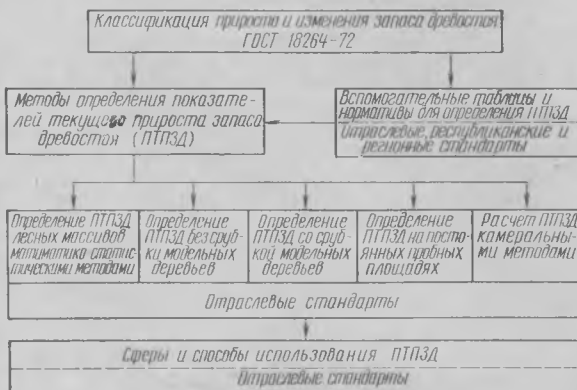 Классификация прироста и изменения запаса древостоя
ГОСТ 18264-72
Методы определения показате-
лей текущего прироста запаса
древостоя (ПТПЗД)
Вспомогательные таблицы и
нормативы для определения ПТПЗД
Отраслевые, республиканские и
регионные стандарты
Определение ПТПЗД
лесных массивов
матиматико статис-
тическими методами
Определение
ПТПЗД без сруб-
ки модельных
деревьев
Определение
ПТПЗД со сруб-
кой модельных
деревьев
Определение
ПТПЗД на посто-
янных пробных
площадях
Расчет ПТПЗД
камеральны-
ми методами
Отраслевые стандарты
Сферы и способы использования ПТПЗД
Отраслевые стандарты